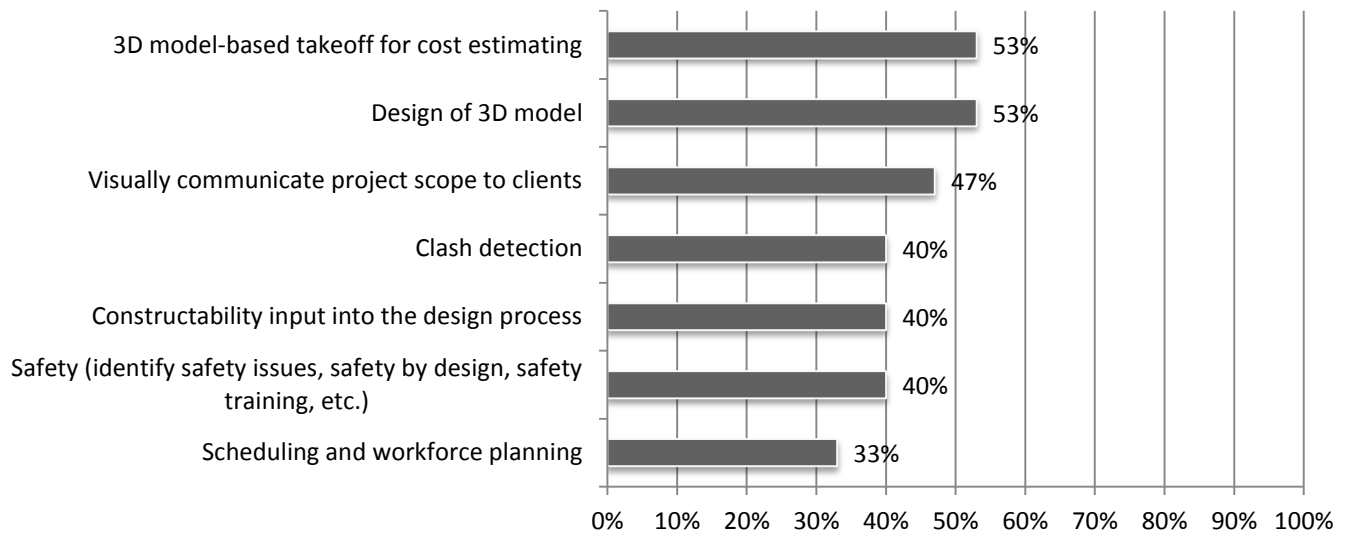 3D model-based takeoff for cost estimating
53%
Design of 3D model
53%
Visually communicate project scope to clients
47%
Clash detection
40%
Constructability input into the design process
40%
Safety (identify safety issues, safety by design, safety
training, etc.)
40%
Scheduling and workforce planning
33%
0% 10% 20% 30% 40% 50% 60% 70% 80% 90% 100%